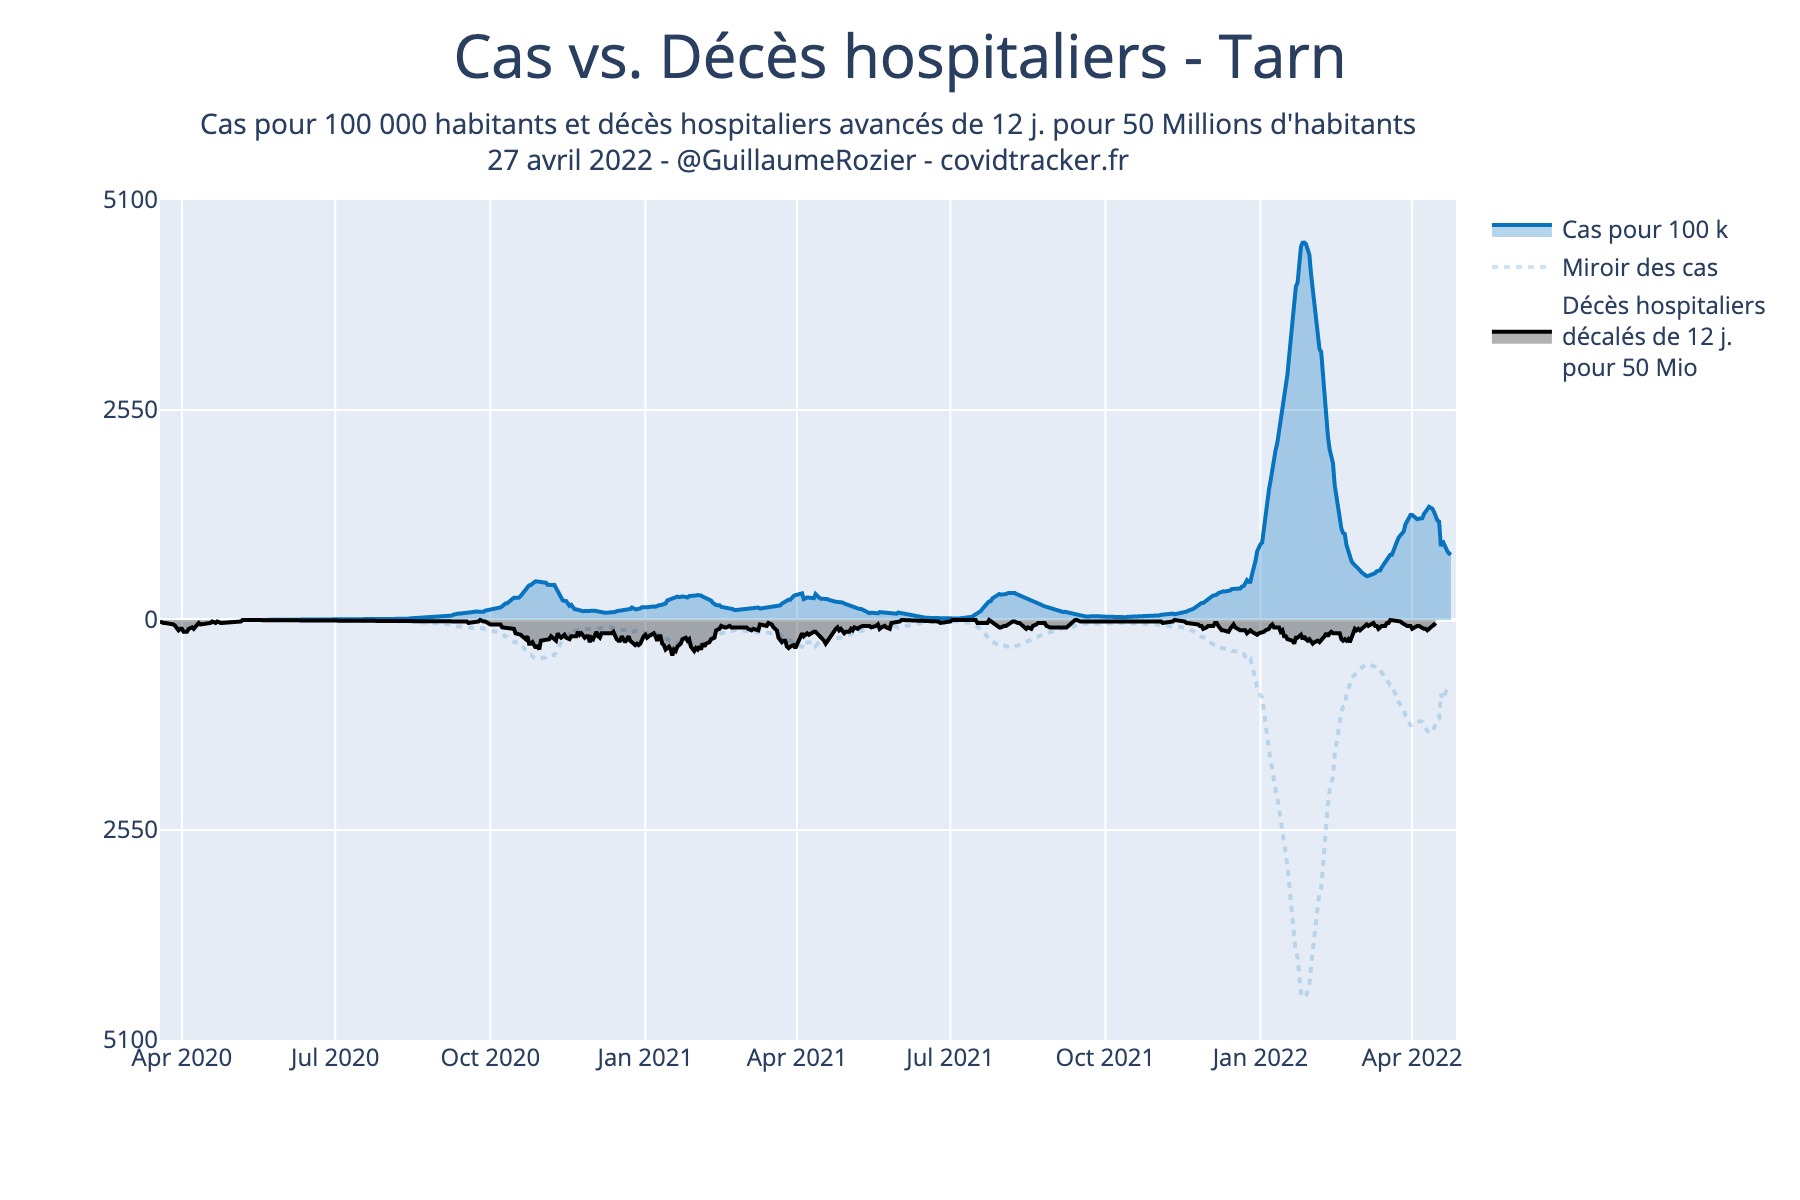 Cas vs. Décès hospitaliers - Tarn
Cas pour 100 000 habitants et décès hospitaliers avancés de 12 j. pour 50 Millions d'habitants
27 avril 2022 - @GuillaumeRozier - covidtracker.fr
5100
2550
0
2550
5100
Apr 2020
Jul 2020
Oct 2020
Jan 2021
Apr 2021
Jul 2021
Oct 2021
Jan 2022
Apr 2022
Cas pour 100 k
Miroir des cas
Décès hospitaliers
décalés de 12 j.
pour 50 Mio